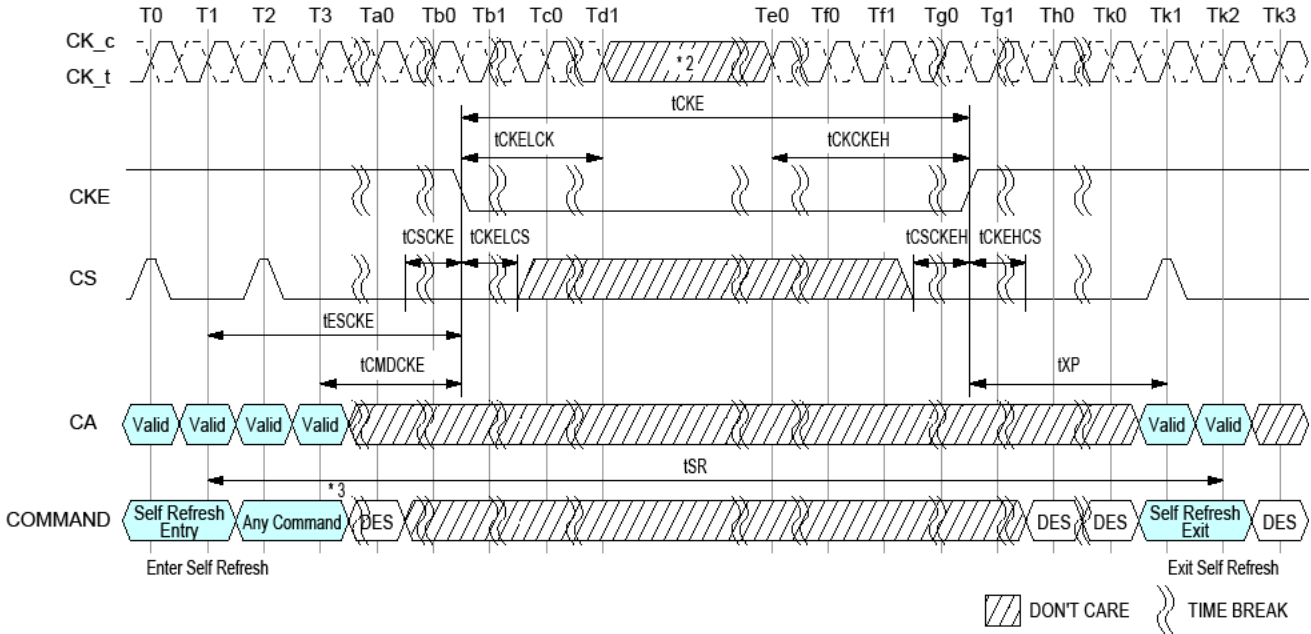 T0 T1 T2 T3 Ta0 Tb0 Tb1 Tc0 Td1 Te0 Tf0 Tf1 Tg0 Tg1 Th0 Tk0 Tk1 Tk2 Tk3
CK_c
CK_t
* 2
tCKE
tCKELCK tCKCKEH
CKE
tCSCKE tCKELCS tCSCKEH tCKEHCS
CS
tESCKE
tCMDCKE tXP
CA Valid Valid Valid Valid Valid Valid
tSR
* 3
COMMAND Self Refresh Entry Any Command DES DES DES Self Refresh Exit DES
Enter Self Refresh Exit Self Refresh
DON'T CARE TIME BREAK